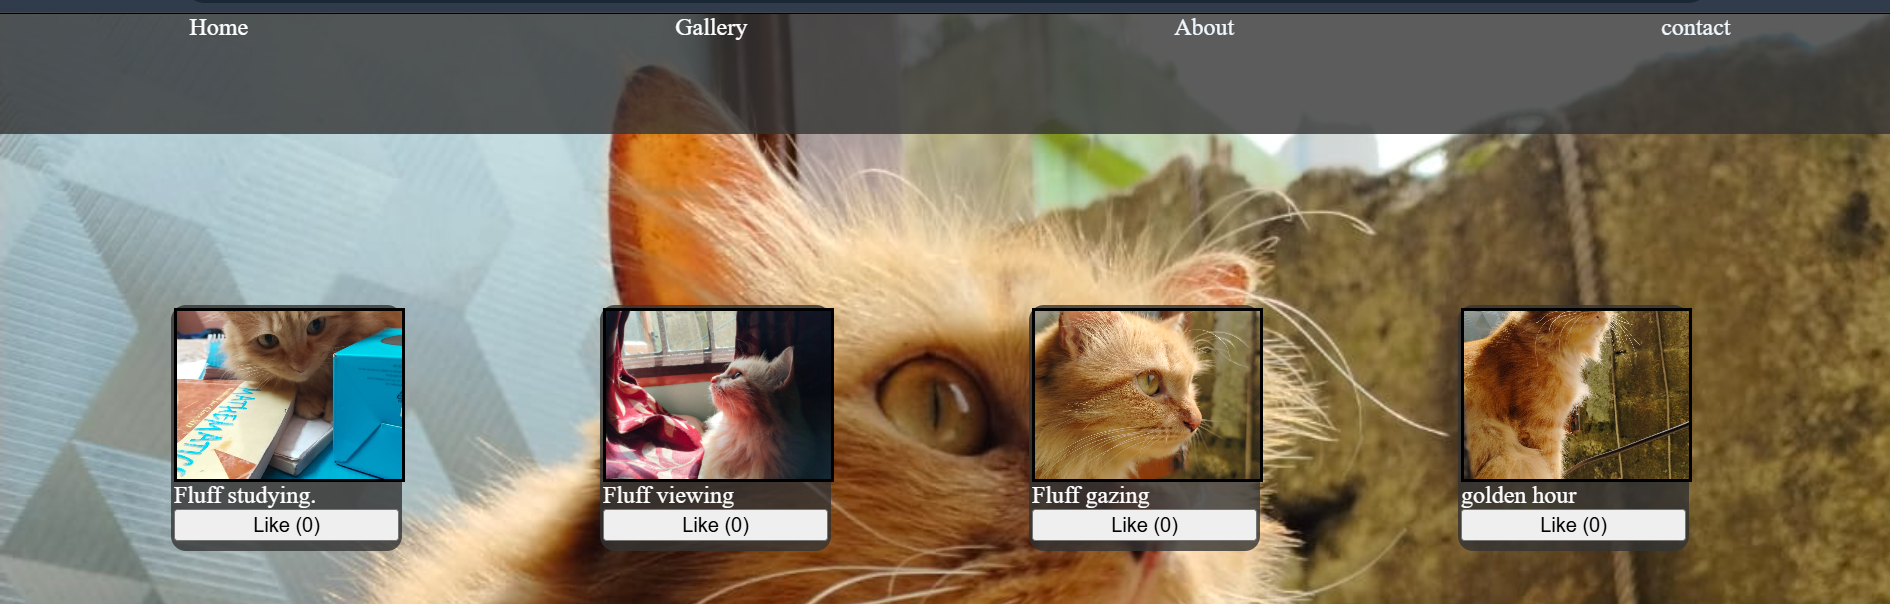 Home Gallery About contact
MATHEMATIC
Fluff studying. Fluff viewing Fluff gazing golden hour
Like (0) Like (0) Like (0) Like (0)